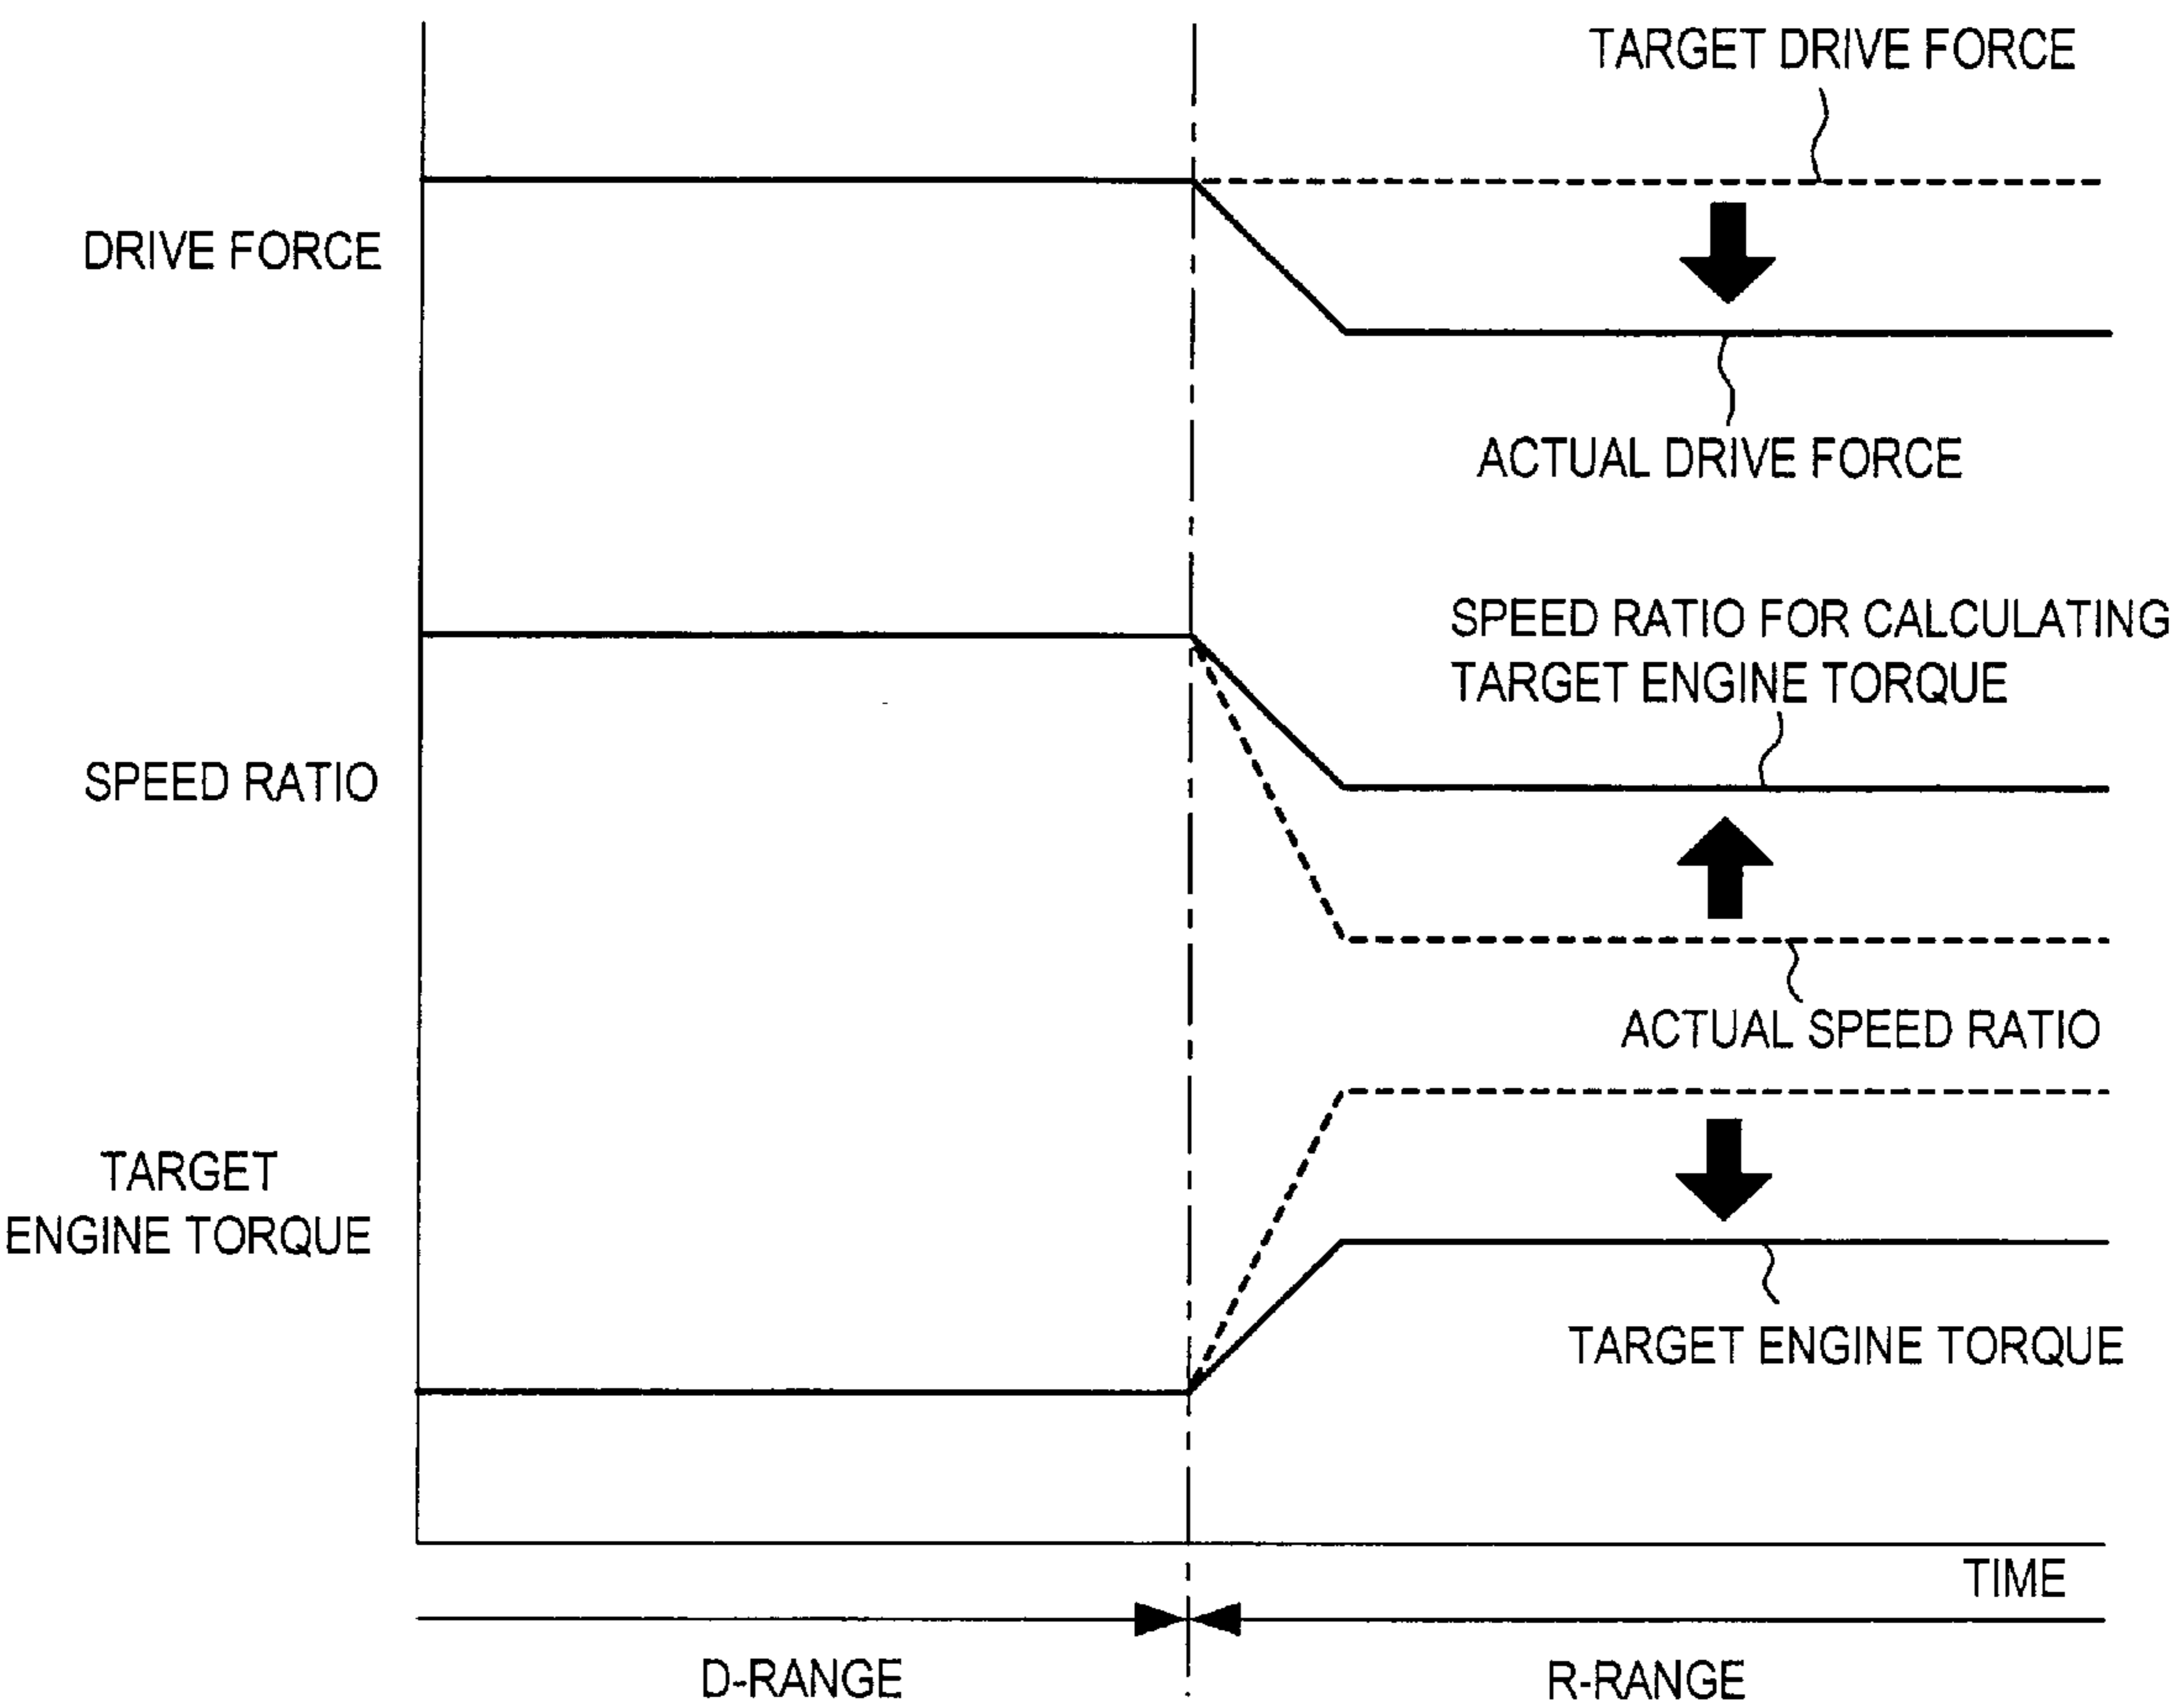 TARGET DRIVE FORCE
DRIVE FORCE
ACTUAL DRIVE FORCE
SPEED RATIO FOR CALCULATING
TARGET ENGINE TORQUE
SPEED RATIO
ACTUAL SPEED RATIO
TARGET
ENGINE TORQUE
TARGET ENGINE TORQUE
TIME
D-RANGE
R-RANGE